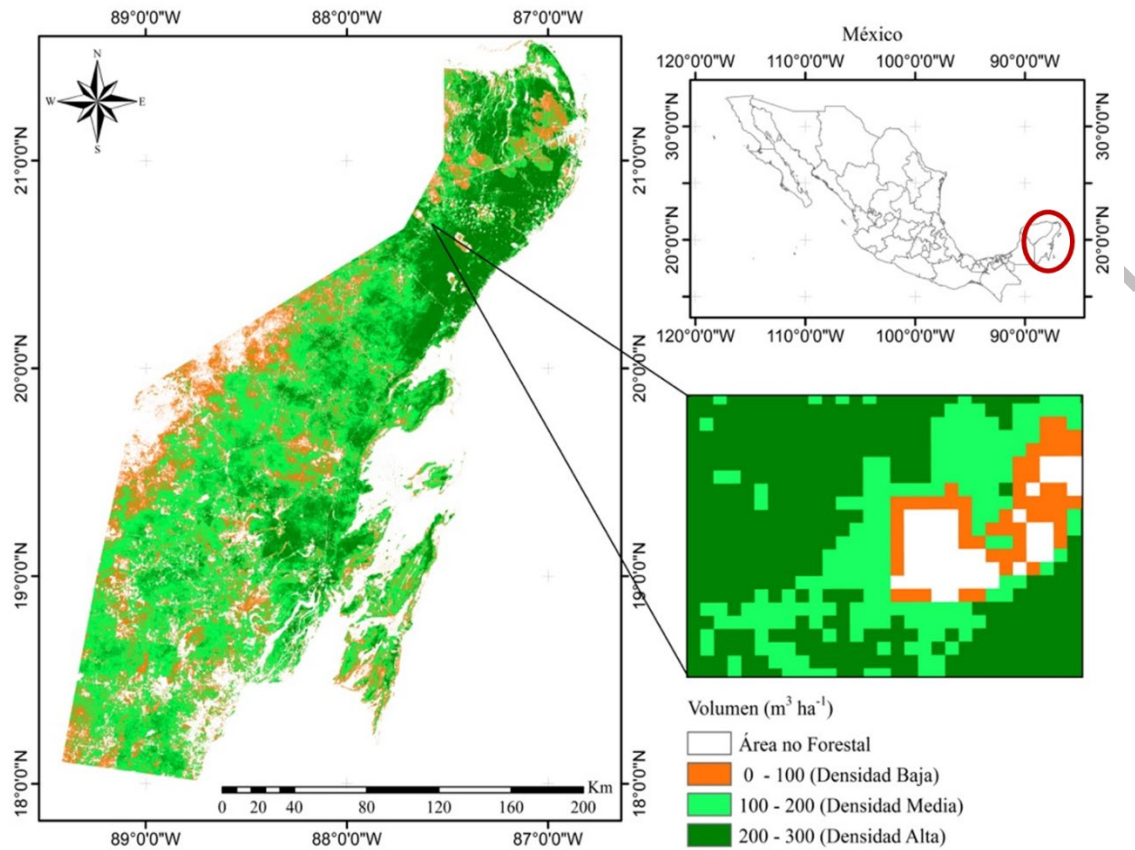 89°0'0"W 88°0'0"W 87°0'0"W
N
W E
S
21°0'0"N
20°0'0"N
19°0'0"N
18°0'0"N
21°0'0"N
20°0'0"N
19°0'0"N
18°0'0"N
0 20 40 80 120 160 200 Km
89°0'0"W 88°0'0"W 87°0'0"W
México
120°0'0"W 110°0'0"W 100°0'0"W 90°0'0"W
30°0'0"N
20°0'0"N
30°0'0"N
20°0'0"N
120°0'0"W 110°0'0"W 100°0'0"W 90°0'0"W
Volumen (m³ ha⁻¹)
Área no Forestal
0 - 100 (Densidad Baja)
100 - 200 (Densidad Media)
200 - 300 (Densidad Alta)